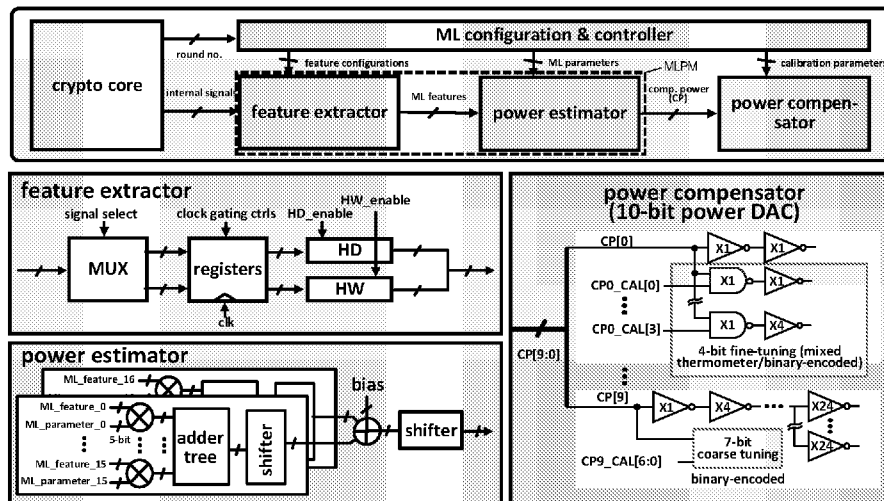 ML configuration & controller
crypto core
round no.
feature configurations
ML parameters
MLPM
calibration parameters
internal signal
feature extractor
ML features
power estimator
comp. power
(CP)
power compen-
sator
feature extractor
signal select
clock gating ctrls
HW_enable
HD_enable
MUX
registers
HD
HW
clk
power estimator
ML_feature_16
ML_feature_0
ML_parameter_0
5-bit
ML_feature_15
ML_parameter_15
adder
tree
shifter
bias
shifter
power compensator
(10-bit power DAC)
CP[0]
X1
X1
CP0_CAL[0]
X1
X1
CP0_CAL[3]
X1
X4
4-bit fine-tuning (mixed
thermometer/binary-encoded)
CP[9:0]
CP[9]
X1
X4
X24
X24
7-bit
coarse tuning
CP9_CAL[6:0]
binary-encoded